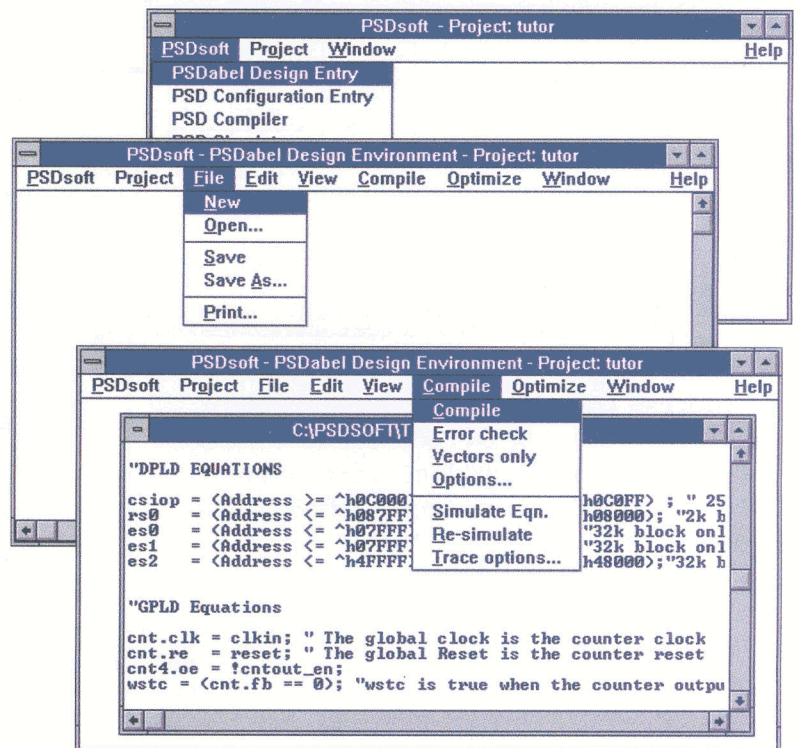 PSDsoft - Project: tutor
PSDsoft Project Window Help
PSDabel Design Entry
PSD Configuration Entry
PSD Compiler
PSDsoft - PSDabel Design Environment - Project: tutor
PSDsoft Project File Edit View Compile Optimize Window Help
New
Open...
Save
Save As...
Print...
PSDsoft - PSDabel Design Environment - Project: tutor
PSDsoft Project File Edit View Compile Optimize Window Help
Compile
Error check
Vectors only
Options...
Simulate Eqn.
Re-simulate
Trace options...
C:\PSDSOFT\T
"DPLD EQUATIONS
csiop = (Address >= ^h0C000) h0C0FF) ; " 25
rs0 = (Address <= ^h087FF) h08000); "2k b
es0 = (Address <= ^h07FFF) "32k block onl
es1 = (Address <= ^h07FFF) "32k block onl
es2 = (Address <= ^h4FFFF) h48000);"32k b
"GPLD Equations
cnt.clk = clkin; " The global clock is the counter clock
cnt.re = reset; " The global Reset is the counter reset
cnt4.oe = !cntout_en;
wstc = (cnt.fb == 0); "wstc is true when the counter outpu